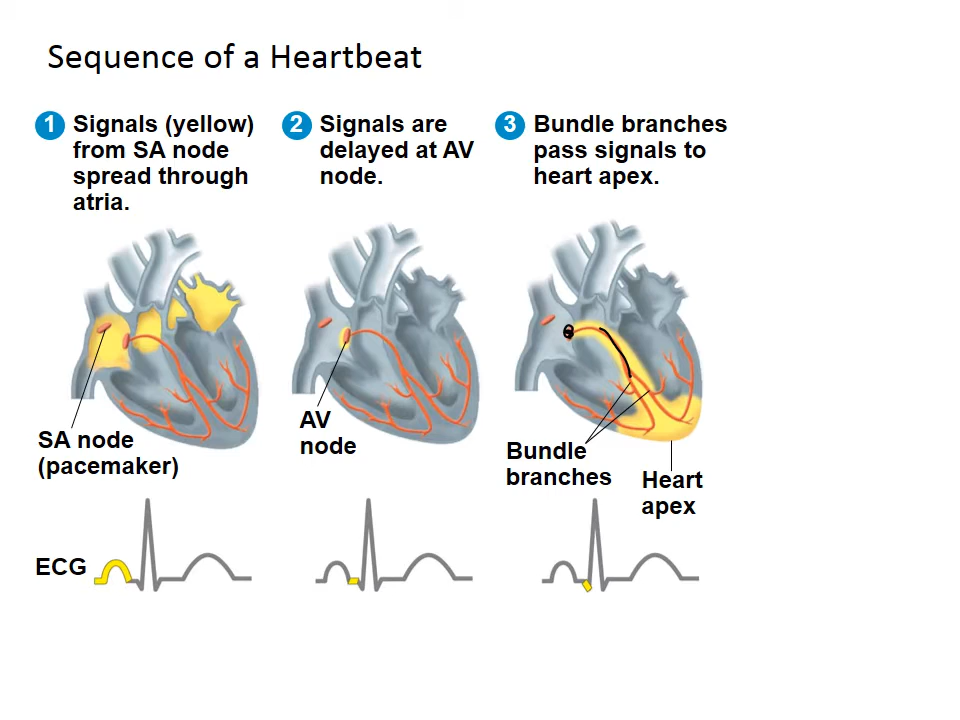 Sequence of a Heartbeat
1 Signals (yellow)
from SA node
spread through
atria.
2 Signals are
delayed at AV
node.
3 Bundle branches
pass signals to
heart apex.
SA node
(pacemaker)
AV
node
Bundle
branches
Heart
apex
ECG